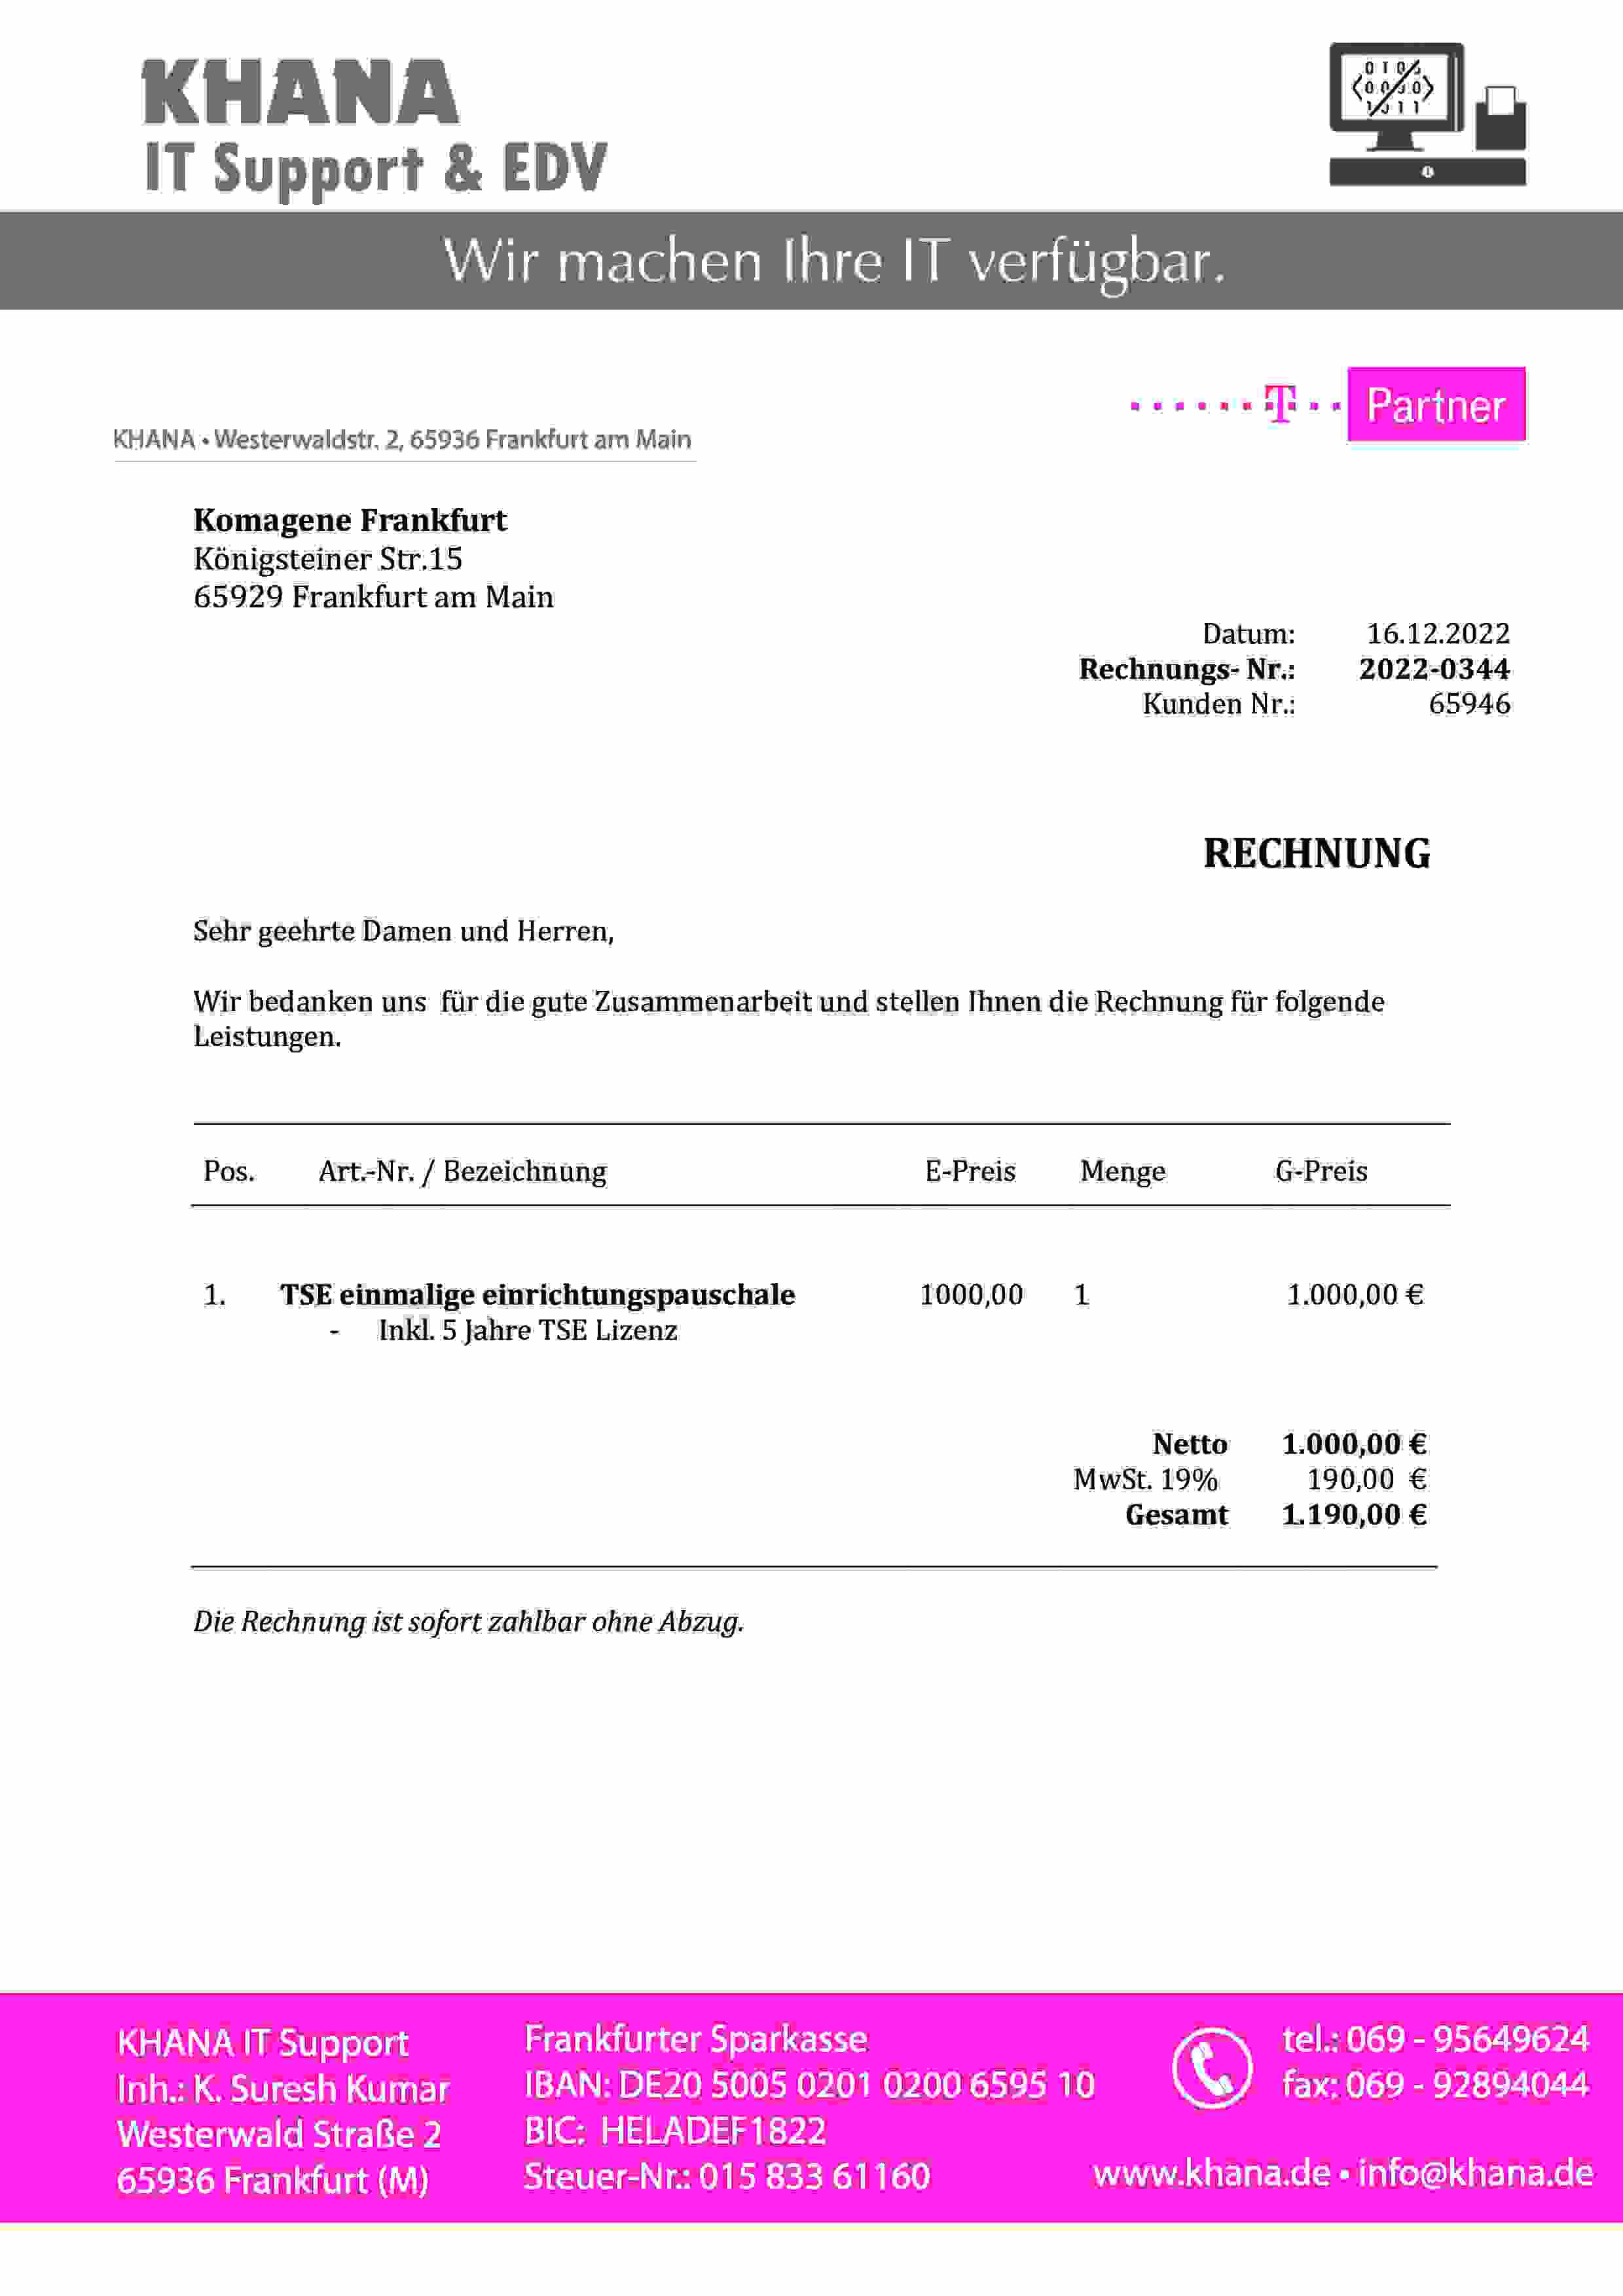 KHANA
IT Support & EDV
Wir machen Ihre IT verfügbar.
T Partner
KHANA • Westerwaldstr. 2, 65936 Frankfurt am Main
Komagene Frankfurt
Königsteiner Str.15
65929 Frankfurt am Main
Datum: 16.12.2022
Rechnungs- Nr.: 2022-0344
Kunden Nr.: 65946
RECHNUNG
Sehr geehrte Damen und Herren,
Wir bedanken uns für die gute Zusammenarbeit und stellen Ihnen die Rechnung für folgende
Leistungen.
Pos. Art.-Nr. / Bezeichnung E-Preis Menge G-Preis
1. TSE einmalige einrichtungspauschale 1000,00 1 1.000,00 €
- Inkl. 5 Jahre TSE Lizenz
Netto 1.000,00 €
MwSt. 19% 190,00 €
Gesamt 1.190,00 €
Die Rechnung ist sofort zahlbar ohne Abzug.
KHANA IT Support
Inh.: K. Suresh Kumar
Westerwald Straße 2
65936 Frankfurt (M)
Frankfurter Sparkasse
IBAN: DE20 5005 0201 0200 6595 10
BIC: HELADEF1822
Steuer-Nr.: 015 833 61160
tel.: 069 - 95649624
fax: 069 - 92894044
www.khana.de • info@khana.de